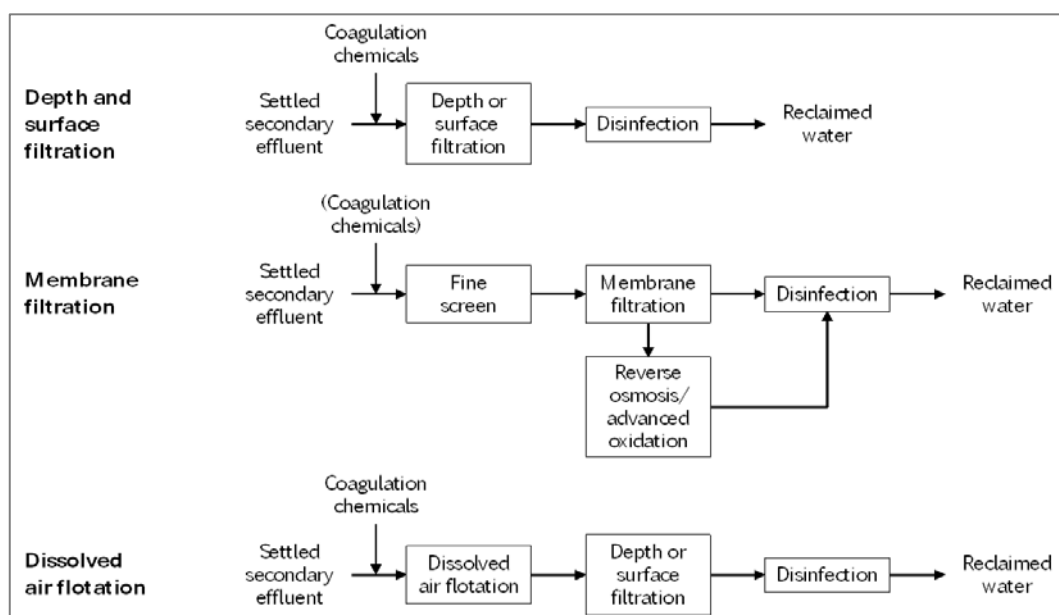 Depth and
surface
filtration
Coagulation
chemicals
Settled
secondary
effluent
Depth or
surface
filtration
Disinfection
Reclaimed
water
Membrane
filtration
(Coagulation
chemicals)
Settled
secondary
effluent
Fine
screen
Membrane
filtration
Disinfection
Reclaimed
water
Reverse
osmosis/
advanced
oxidation
Dissolved
air flotation
Coagulation
chemicals
Settled
secondary
effluent
Dissolved
air flotation
Depth or
surface
filtration
Disinfection
Reclaimed
water